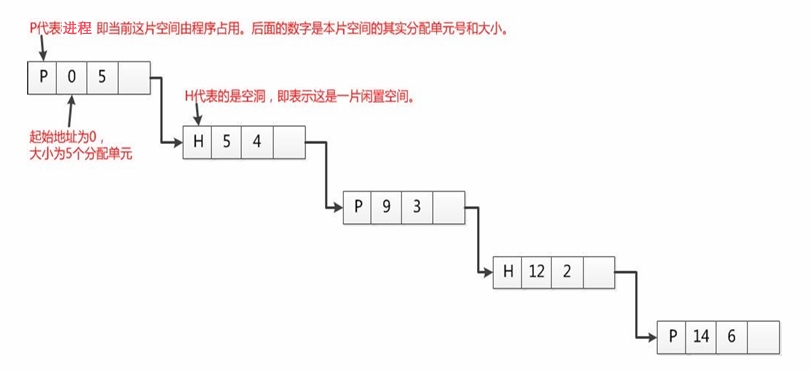 P代表进程 即当前这片空间由程序占用。后面的数字是本片空间的其实分配单元号和大小。
P 0 5
H代表的是空洞，即表示这是一片闲置空间。
起始地址为0，
大小为5个分配单元
H 5 4
P 9 3
H 12 2
P 14 6